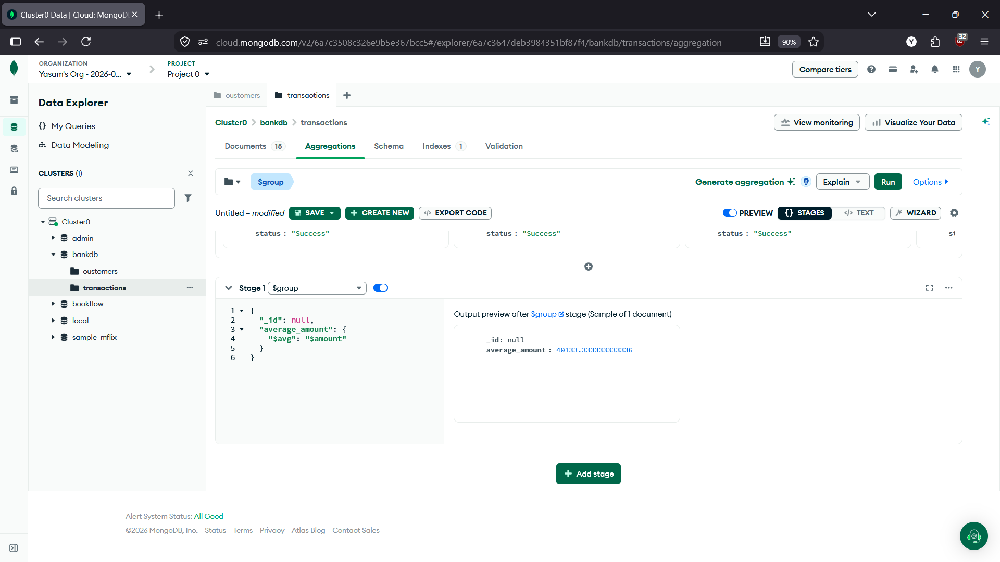 Cluster0 Data | Cloud: MongoDB
32
cloud.mongodb.com/v2/6a7c3508c326e9b5e367bcc5#/explorer/6a7c3647deb3984351bf87f4/bankdb/transactions/aggregation
90%
Y
ORGANIZATION
Yasam's Org - 2026-0...
PROJECT
Project 0
Compare tiers
Y
Data Explorer
My Queries
Data Modeling
CLUSTERS (1)
Search clusters
Cluster0
admin
bankdb
customers
transactions
bookflow
local
sample_mflix
customers
transactions
Cluster0 > bankdb > transactions
View monitoring
Visualize Your Data
Documents 15
Aggregations
Schema
Indexes 1
Validation
$group
Generate aggregation
Explain
Run
Options
Untitled – modified
SAVE
CREATE NEW
EXPORT CODE
PREVIEW
{} STAGES
</> TEXT
WIZARD
status : "Success"
status : "Success"
status : "Success"
st
Stage 1 $group
1 {
2 "_id": null,
3 "average_amount": {
4 "$avg": "$amount"
5 }
6 }
Output preview after $group stage (Sample of 1 document)
_id: null
average_amount : 40133.333333333336
+ Add stage
Alert System Status: All Good
©2026 MongoDB, Inc. Status Terms Privacy Atlas Blog Contact Sales